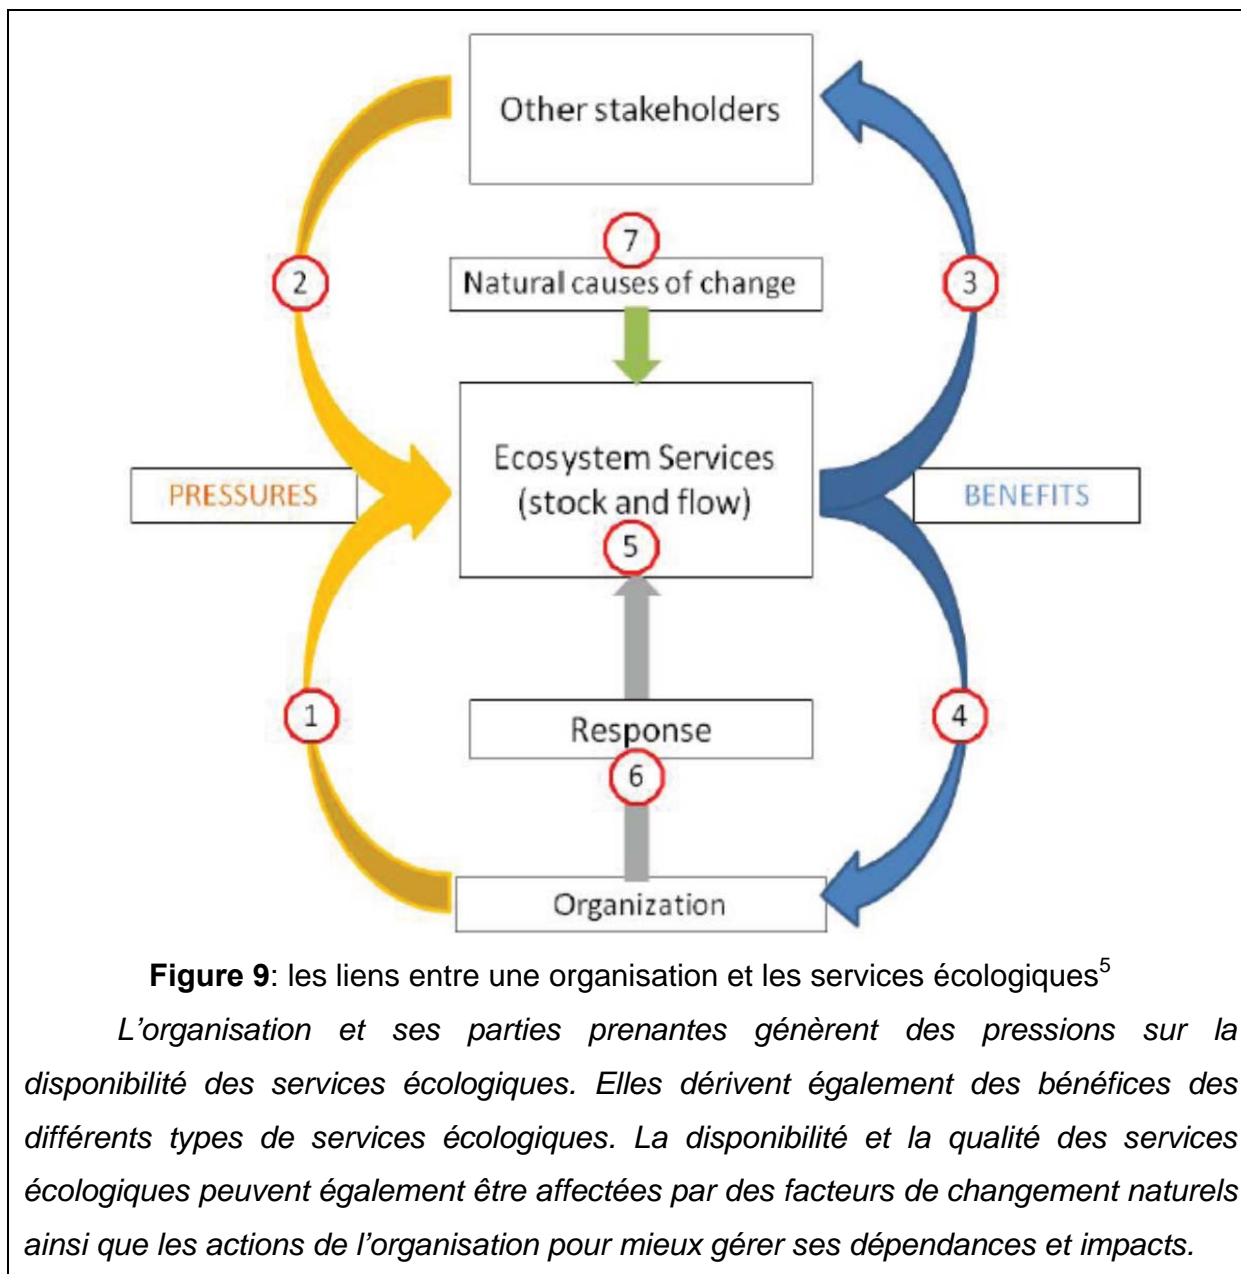 Other stakeholders
7
Natural causes of change
2
3
Ecosystem Services
(stock and flow)
5
PRESSURES
BENEFITS
1
Response
6
4
Organization
Figure 9: les liens entre une organisation et les services écologiques5
L'organisation et ses parties prenantes génèrent des pressions sur la
disponibilité des services écologiques. Elles dérivent également des bénéfices des
différents types de services écologiques. La disponibilité et la qualité des services
écologiques peuvent également être affectées par des facteurs de changement naturels
ainsi que les actions de l'organisation pour mieux gérer ses dépendances et impacts.